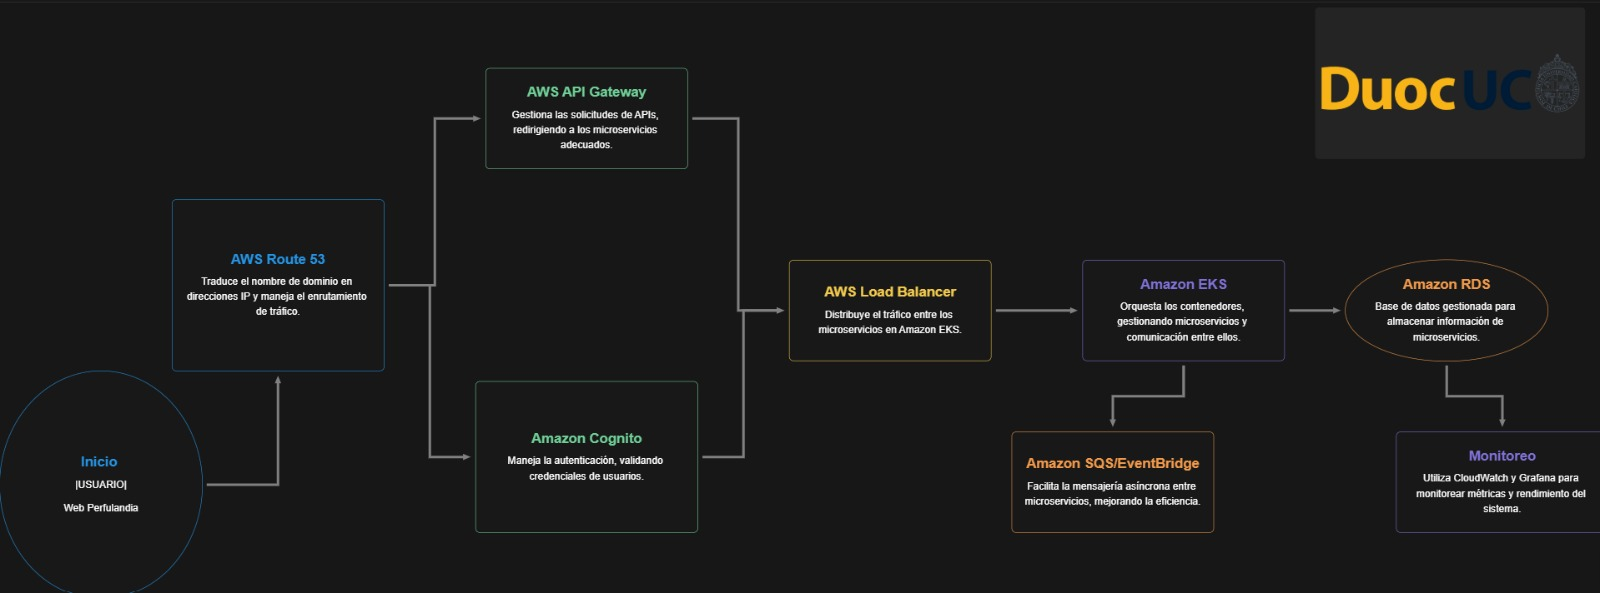 Duoc UC
AWS API Gateway
Gestiona las solicitudes de APIs,
redirigiendo a los microservicios
adecuados.
AWS Route 53
Traduce el nombre de dominio en
direcciones IP y maneja el enrutamiento
de tráfico.
Inicio
|USUARIO|
Web Perfulandia
Amazon Cognito
Maneja la autenticación, validando
credenciales de usuarios.
AWS Load Balancer
Distribuye el tráfico entre los
microservicios en Amazon EKS.
Amazon EKS
Orquesta los contenedores,
gestionando microservicios y
comunicación entre ellos.
Amazon RDS
Base de datos gestionada para
almacenar información de
microservicios.
Amazon SQS/EventBridge
Facilita la mensajería asíncrona entre
microservicios, mejorando la eficiencia.
Monitoreo
Utiliza CloudWatch y Grafana para
monitorear métricas y rendimiento del
sistema.